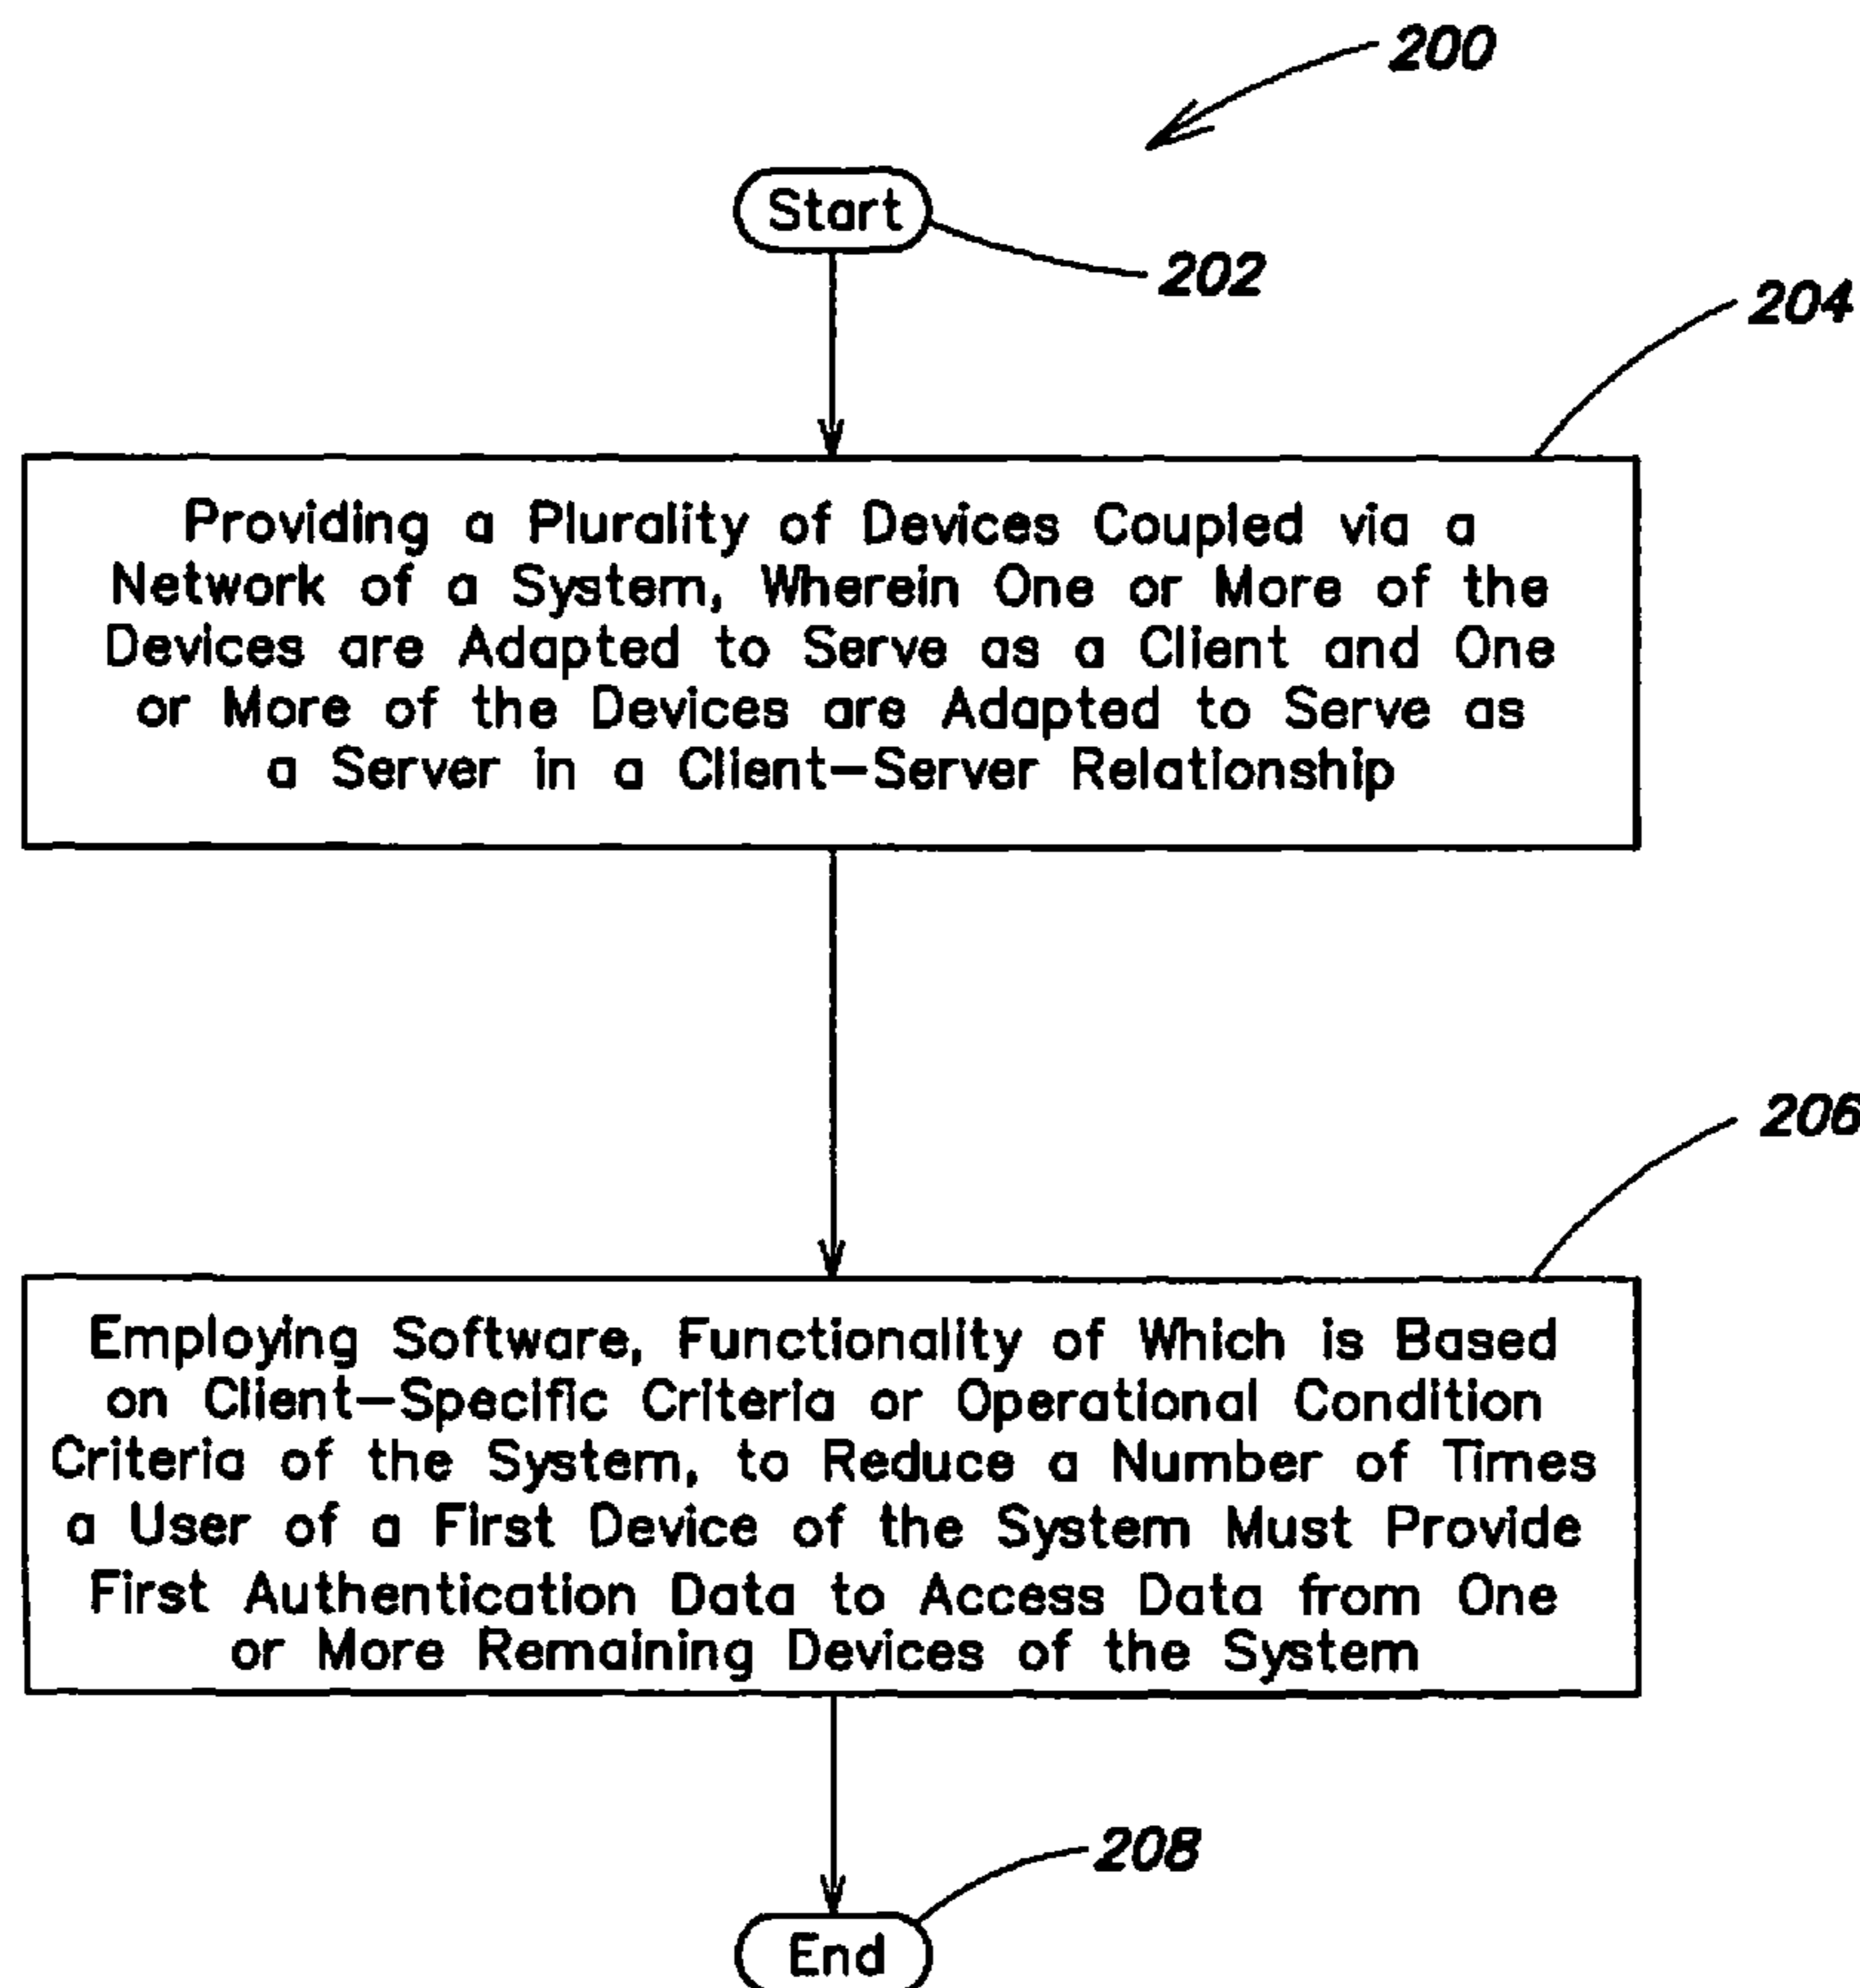 200
Start
202
204
Providing a Plurality of Devices Coupled via a
Network of a System, Wherein One or More of the
Devices are Adapted to Serve as a Client and One
or More of the Devices are Adapted to Serve as
a Server in a Client–Server Relationship
206
Employing Software, Functionality of Which is Based
on Client–Specific Criteria or Operational Condition
Criteria of the System, to Reduce a Number of Times
a User of a First Device of the System Must Provide
First Authentication Data to Access Data from One
or More Remaining Devices of the System
208
End